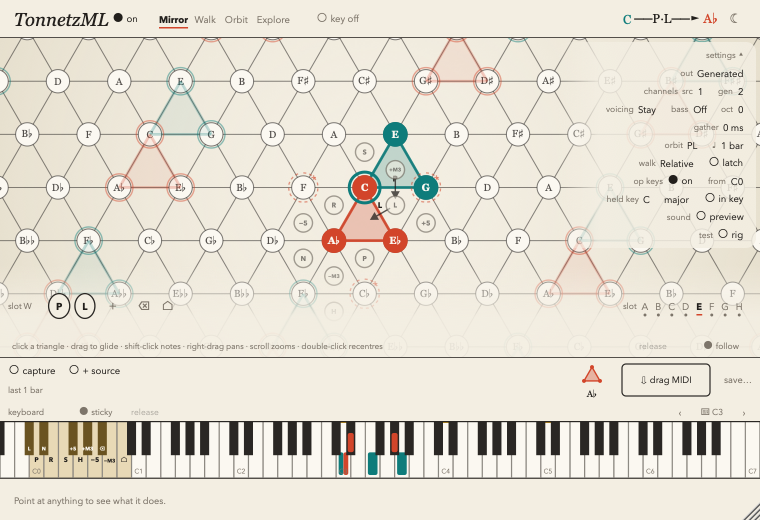 TonnetzML on Mirror Walk Orbit Explore key off C P·L A♭
settings
D A E B F♯ C♯ G♯ D♯ A♯
out Generated
channels src 1 gen 2
voicing Stay bass Off oct 0
B♭ F C G D A E B F♯ C♯
gather 0 ms
orbit PL ♩ 1 bar
S
+M3
walk Relative latch
D♭ A♭ E♭ B♭ F C G D A E
op keys on from C0
R L L
held key C major in key
−5 +5
sound preview
test rig
B♭♭ F♭ C♭ G♭ D♭ A♭ E♭ B♭ F C
N P
−M3
A♭♭ E♭♭ B♭♭ F♭ C♭ G♭ D♭ A♭ E♭ B♭ F
H
slot W P L +
slot A B C D E F G H
click a triangle · drag to glide · shift-click notes · right-drag pans · scroll zooms · double-click recentres
release follow
capture + source
last 1 bar
A♭
⇩ drag MIDI save...
keyboard sticky release ‹ C3 ›
L N +5 +M3
P R S H −5 −M3
C0 C1 C2 C4 C5 C6 C7
Point at anything to see what it does.